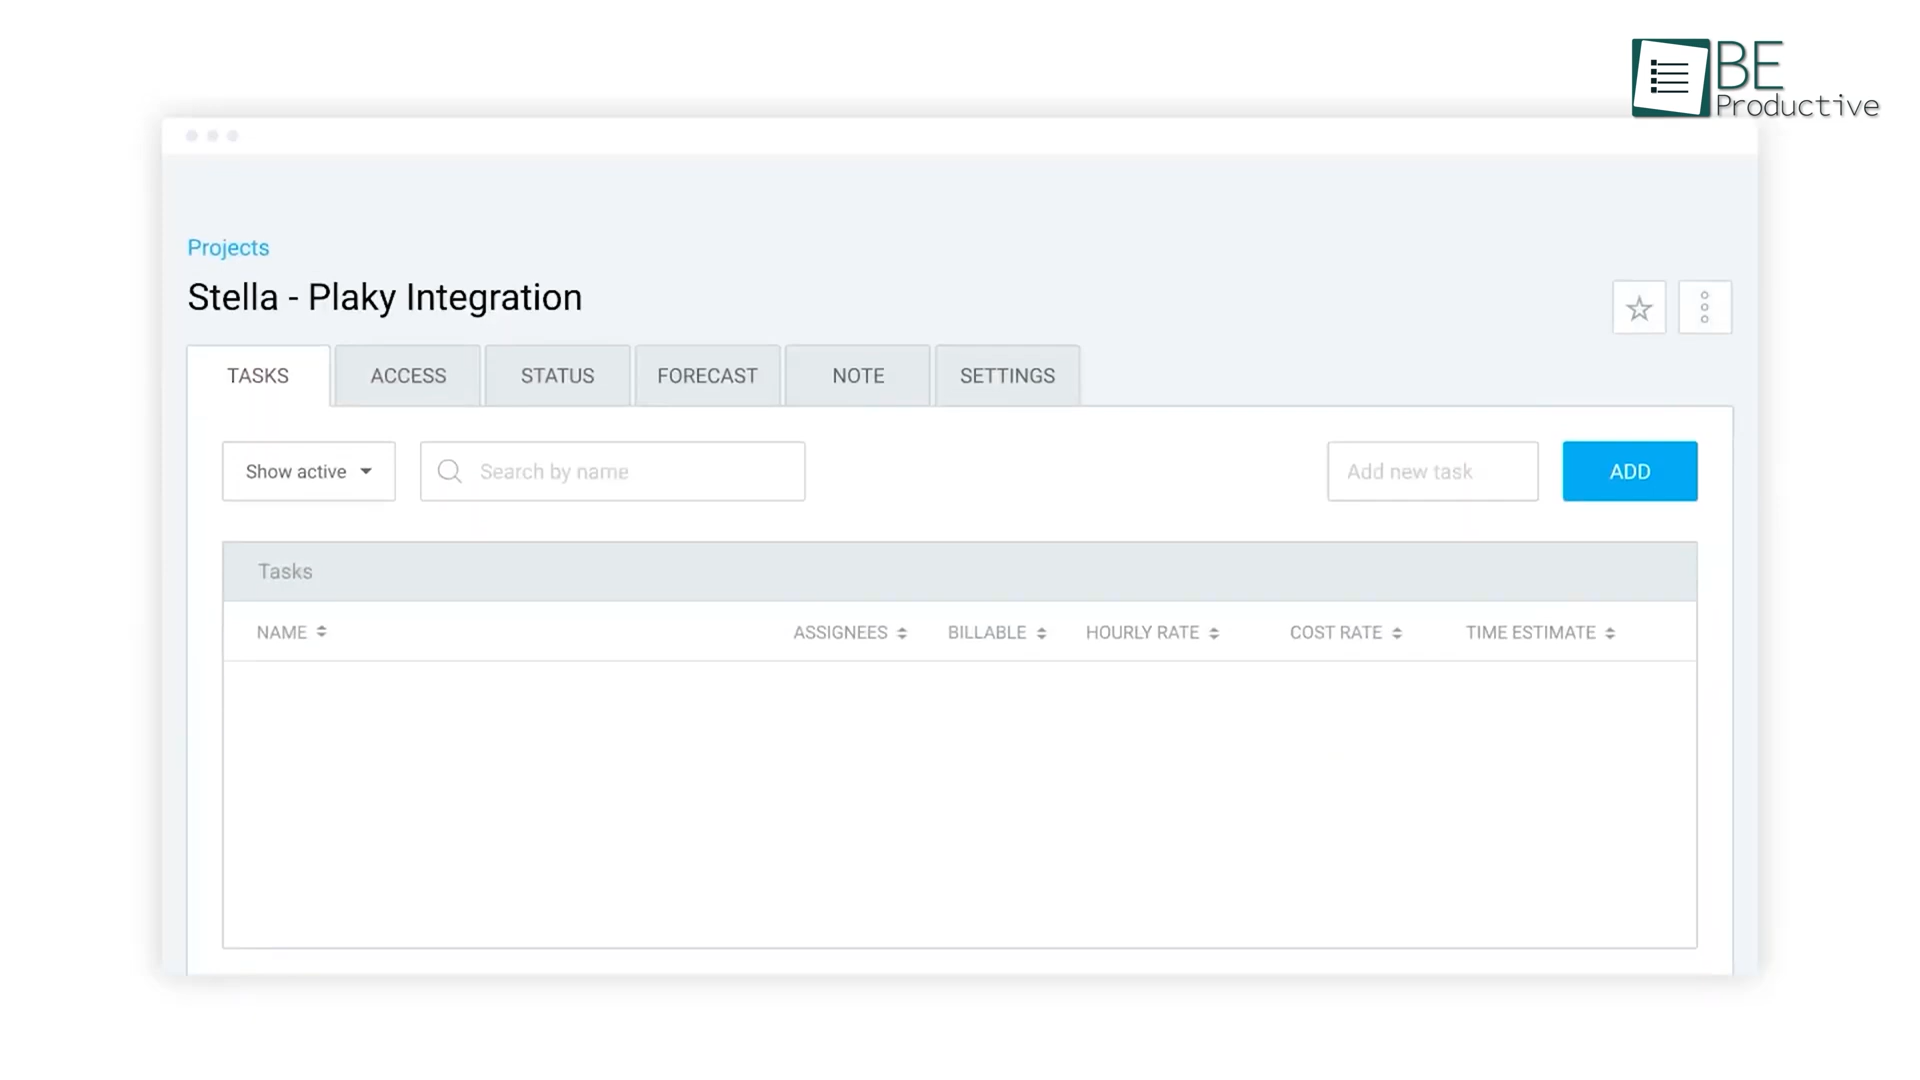 BE
Productive
Projects
Stella - Plaky Integration
TASKS ACCESS STATUS FORECAST NOTE SETTINGS
Show active Search by name Add new task ADD
Tasks
NAME ASSIGNEES BILLABLE HOURLY RATE COST RATE TIME ESTIMATE